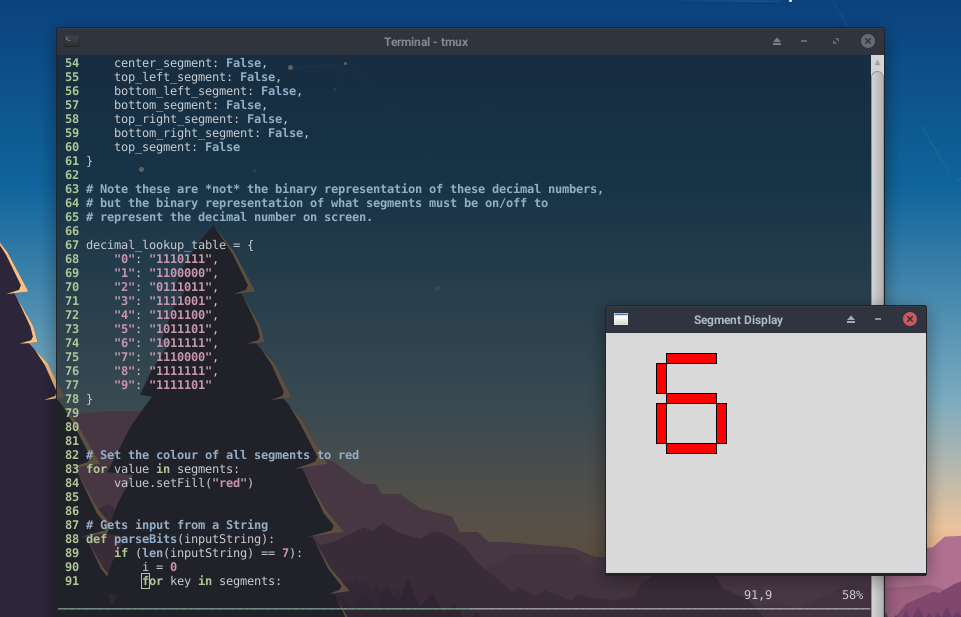 Terminal - tmux
54     center_segment: False,
55     top_left_segment: False,
56     bottom_left_segment: False,
57     bottom_segment: False,
58     top_right_segment: False,
59     bottom_right_segment: False,
60     top_segment: False
61 }
62
63 # Note these are *not* the binary representation of these decimal numbers,
64 # but the binary representation of what segments must be on/off to
65 # represent the decimal number on screen.
66
67 decimal_lookup_table = {
68     "0": "1110111",
69     "1": "1100000",
70     "2": "0111011",
71     "3": "1111001",
72     "4": "1101100",
73     "5": "1011101",
74     "6": "1011111",
75     "7": "1110000",
76     "8": "1111111",
77     "9": "1111101"
78 }
79
80
81
82 # Set the colour of all segments to red
83 for value in segments:
84     value.setFill("red")
85
86
87 # Gets input from a String
88 def parseBits(inputString):
89     if (len(inputString) == 7):
90         i = 0
91         for key in segments:
91,9          58%
Segment Display
6